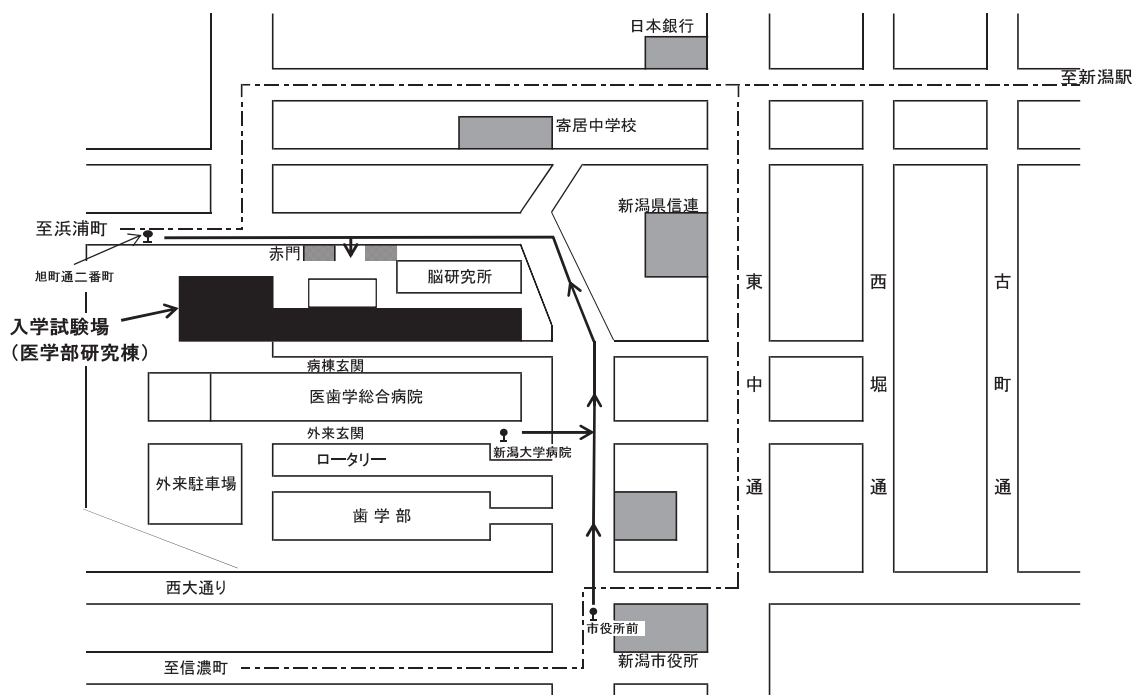 日本銀行
至新潟駅
寄居中学校
新潟県信連
至浜浦町
赤門
脳研究所
旭町通二番町
入学試験場
（医学部研究棟）
病棟玄関
医歯学総合病院
外来玄関
新潟大学病院
ロータリー
外来駐車場
歯学部
東中通
西堀通
古町通
西大通り
市役所前
新潟市役所
至信濃町